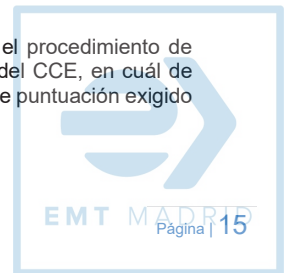 el procedimiento de
del CCE, en cuál de
e puntuación exigido
EMT MADRID
Página | 15